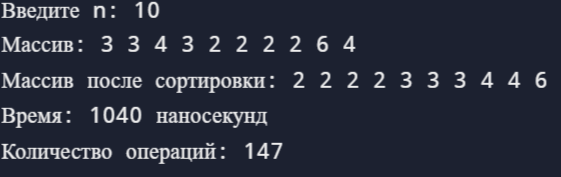 Введите n: 10
Массив: 3 3 4 3 2 2 2 2 6 4
Массив после сортировки: 2 2 2 2 3 3 3 4 4 6
Время: 1040 наносекунд
Количество операций: 147